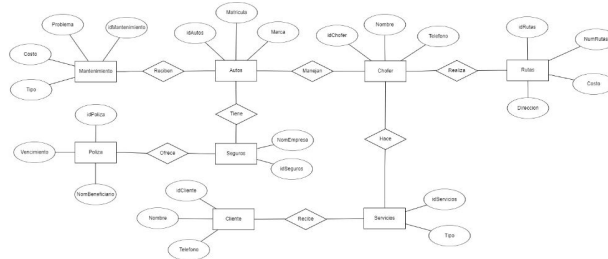 Matricula
Problema
idMantenimiento
idAutos
Marca
Nombre
idChofer
Telefono
idRutas
NumRutas
Costo
Tipo
Mantenimiento
Reciben
Autos
Manejan
Chofer
Realiza
Rutas
Costo
Direccion
idPoliza
Tiene
Vencimiento
Poliza
Ofrece
Seguros
NomEmpresa
idSeguros
Hace
NomBeneficiario
idCliente
Nombre
Cliente
Recibe
Servicios
idServicios
Tipo
Telefono